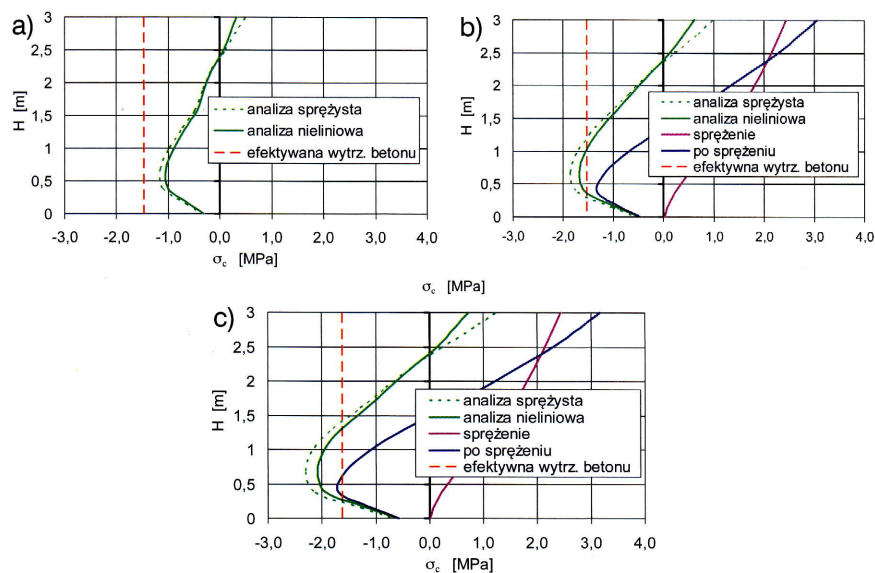 a)
3
2,5
2
1,5
1
0,5
0
H [m]
analiza sprężysta
analiza nieliniowa
efektywana wytrz. betonu
-3,0 -2,0 -1,0 0,0 1,0 2,0 3,0 4,0
σc [MPa]
b)
3
2,5
2
1,5
1
0,5
0
H [m]
analiza sprężysta
analiza nieliniowa
sprężenie
po sprężeniu
efektywna wytrz. betonu
-3,0 -2,0 -1,0 0,0 1,0 2,0 3,0 4,0
σc [MPa]
c)
3
2,5
2
1,5
1
0,5
0
H [m]
analiza sprężysta
analiza nieliniowa
sprężenie
po sprężeniu
efektywna wytrz. betonu
-3,0 -2,0 -1,0 0,0 1,0 2,0 3,0 4,0
σc [MPa]